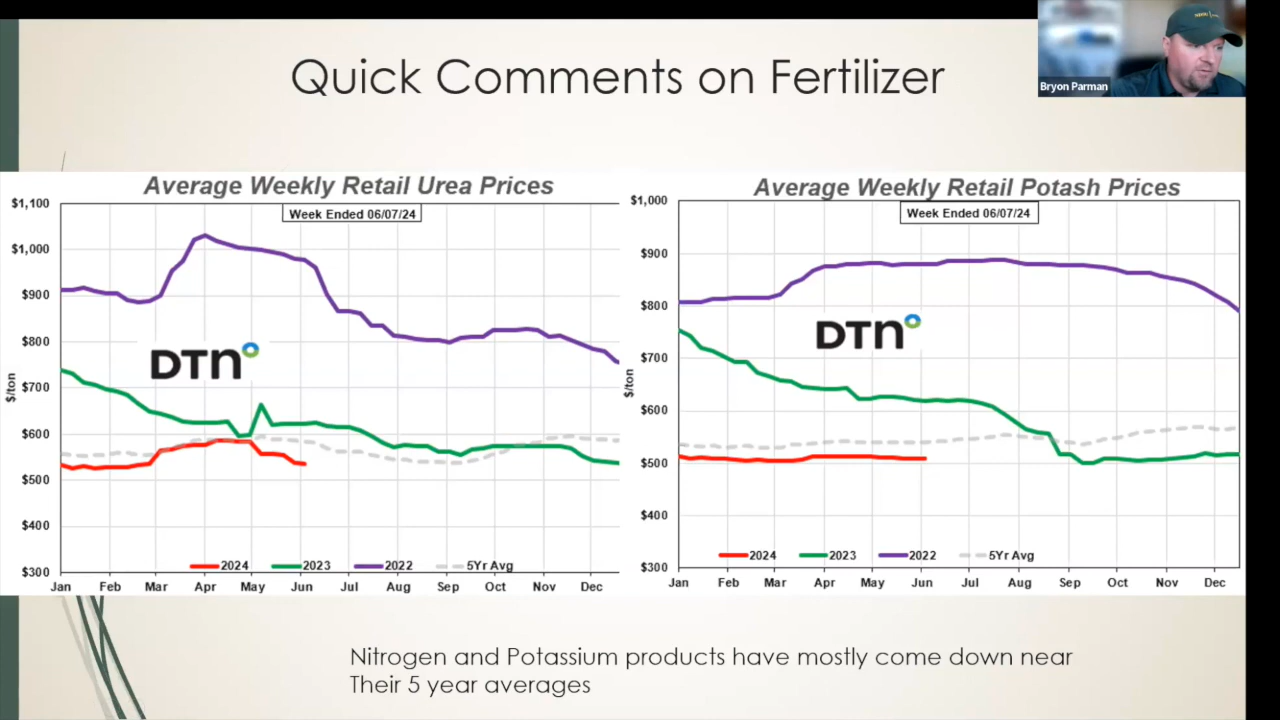 Quick Comments on Fertilizer
Bryon Parman
Average Weekly Retail Urea Prices
Week Ended 06/07/24
$1,100
$1,000
$900
$800
$700
$600
$500
$400
$300
$/ton
DTN
2024 2023 2022 5Yr Avg
Jan Feb Mar Apr May Jun Jul Aug Sep Oct Nov Dec
Average Weekly Retail Potash Prices
Week Ended 06/07/24
$1,000
$900
$800
$700
$600
$500
$400
$300
$/ton
DTN
2024 2023 2022 5Yr Avg
Jan Feb Mar Apr May Jun Jul Aug Sep Oct Nov Dec
Nitrogen and Potassium products have mostly come down near
Their 5 year averages